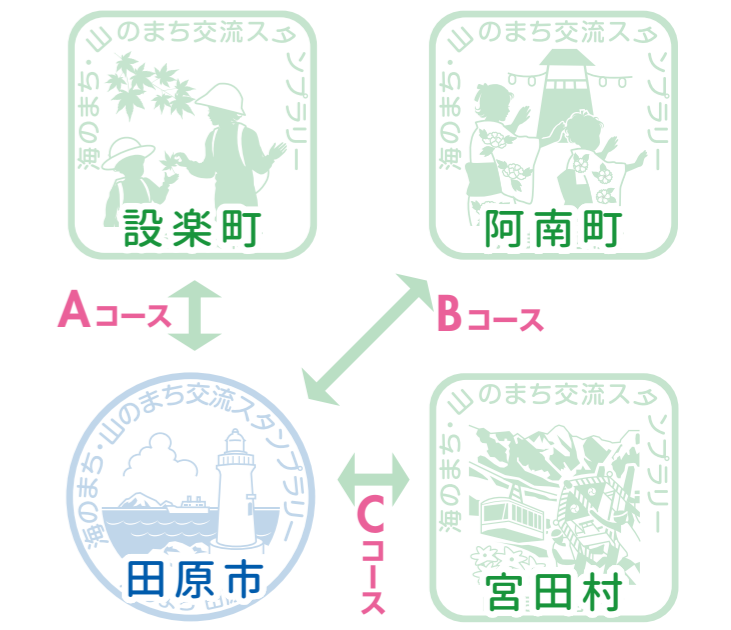 海のまち・山のまち交流スタンプラリー
設楽町
海のまち・山のまち交流スタンプラリー
阿南町
Aコース
Bコース
海のまち・山のまち交流スタンプラリー
田原市
Cコース
海のまち・山のまち交流スタンプラリー
宮田村